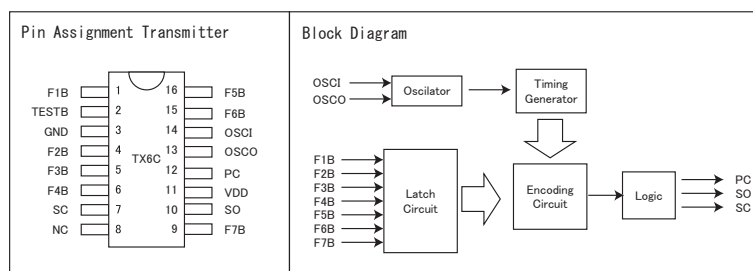 Pin Assignment Transmitter
F1B 1 16 F5B
TESTB 2 15 F6B
GND 3 14 OSCI
F2B 4 13 OSCO
TX6C
F3B 5 12 PC
F4B 6 11 VDD
SC 7 10 SO
NC 8 9 F7B
Block Diagram
OSCI
OSCO
Oscilator
Timing
Generator
F1B
F2B
F3B
F4B
F5B
F6B
F7B
Latch
Circuit
Encoding
Circuit
Logic
PC
SO
SC